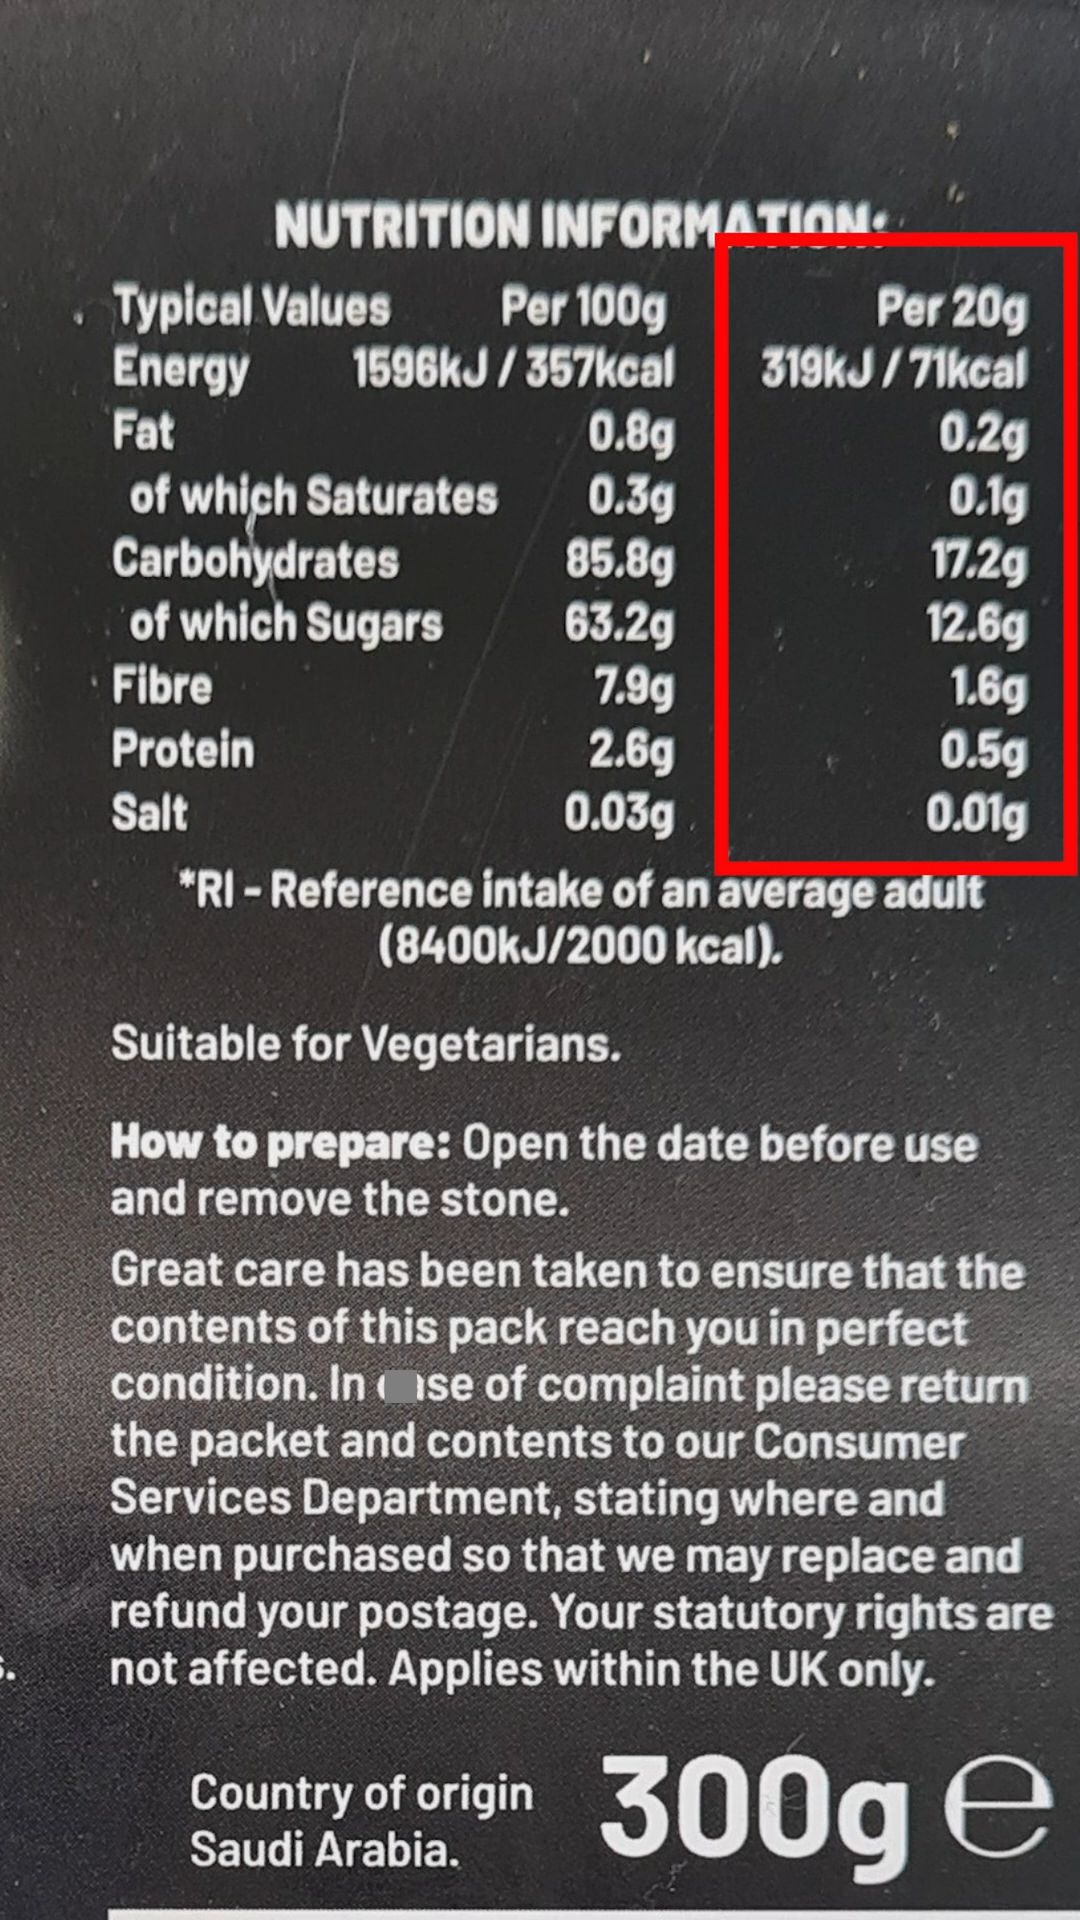 NUTRITION INFORMATION:
Typical Values Per 100g Per 20g
Energy 1596kJ / 357kcal 319kJ / 71kcal
Fat 0.8g 0.2g
of which Saturates 0.3g 0.1g
Carbohydrates 85.8g 17.2g
of which Sugars 63.2g 12.6g
Fibre 7.9g 1.6g
Protein 2.6g 0.5g
Salt 0.03g 0.01g
*RI - Reference intake of an average adult
(8400kJ/2000 kcal).
Suitable for Vegetarians.
How to prepare: Open the date before use
and remove the stone.
Great care has been taken to ensure that the
contents of this pack reach you in perfect
condition. In of complaint please return
the packet and contents to our Consumer
Services Department, stating where and
when purchased so that we may replace and
refund your postage. Your statutory rights are
not affected. Applies within the UK only.
Country of origin
Saudi Arabia.
300g e